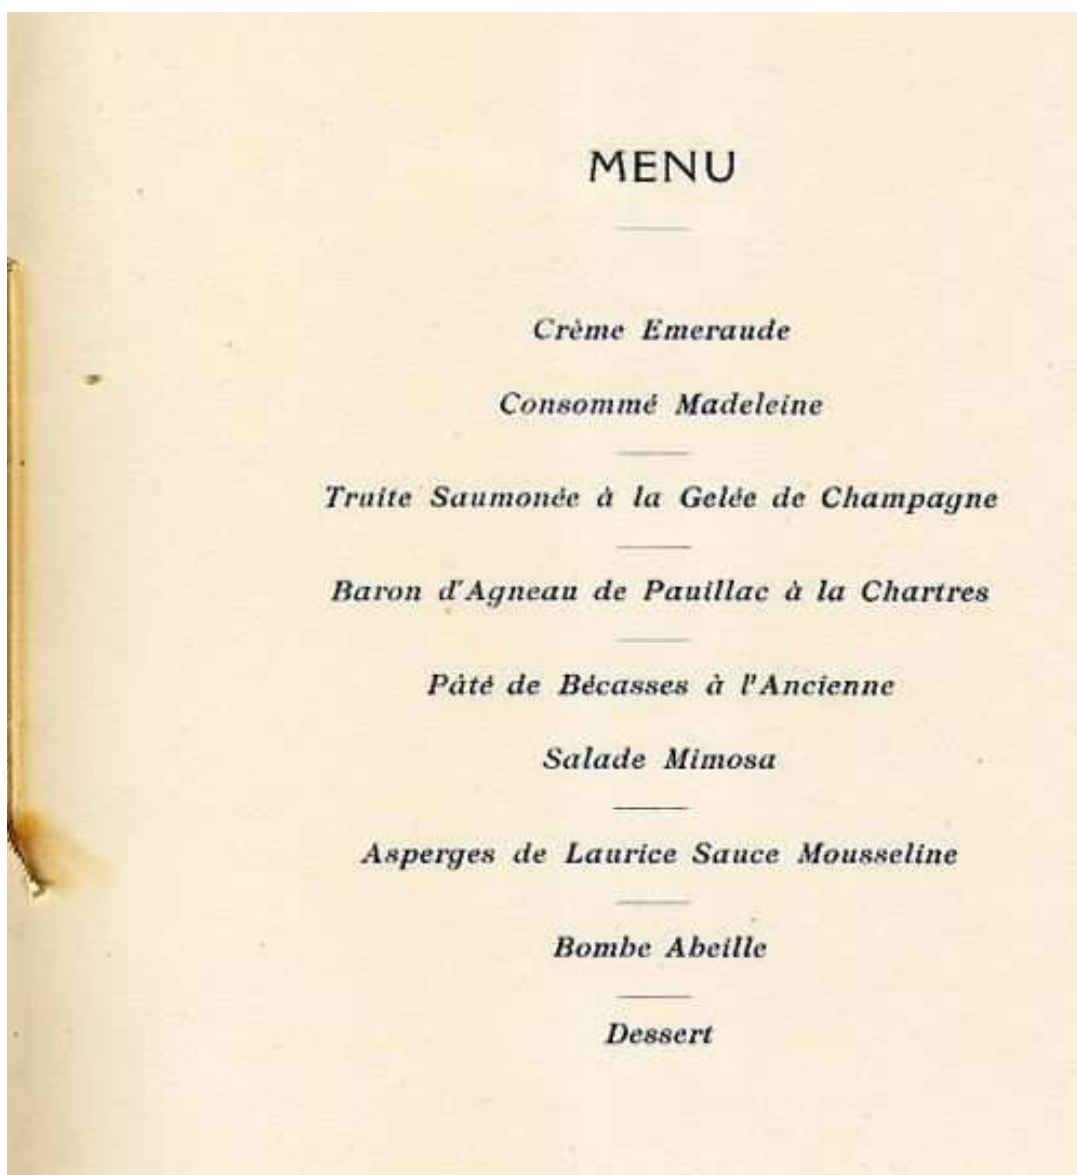 MENU
Crème Emeraude
Consommé Madeleine
Truite Saumonée à la Gelée de Champagne
Baron d'Agneau de Pauillac à la Chartres
Pâté de Bécasses à l'Ancienne
Salade Mimosa
Asperges de Laurice Sauce Mousseline
Bombe Abeille
Dessert